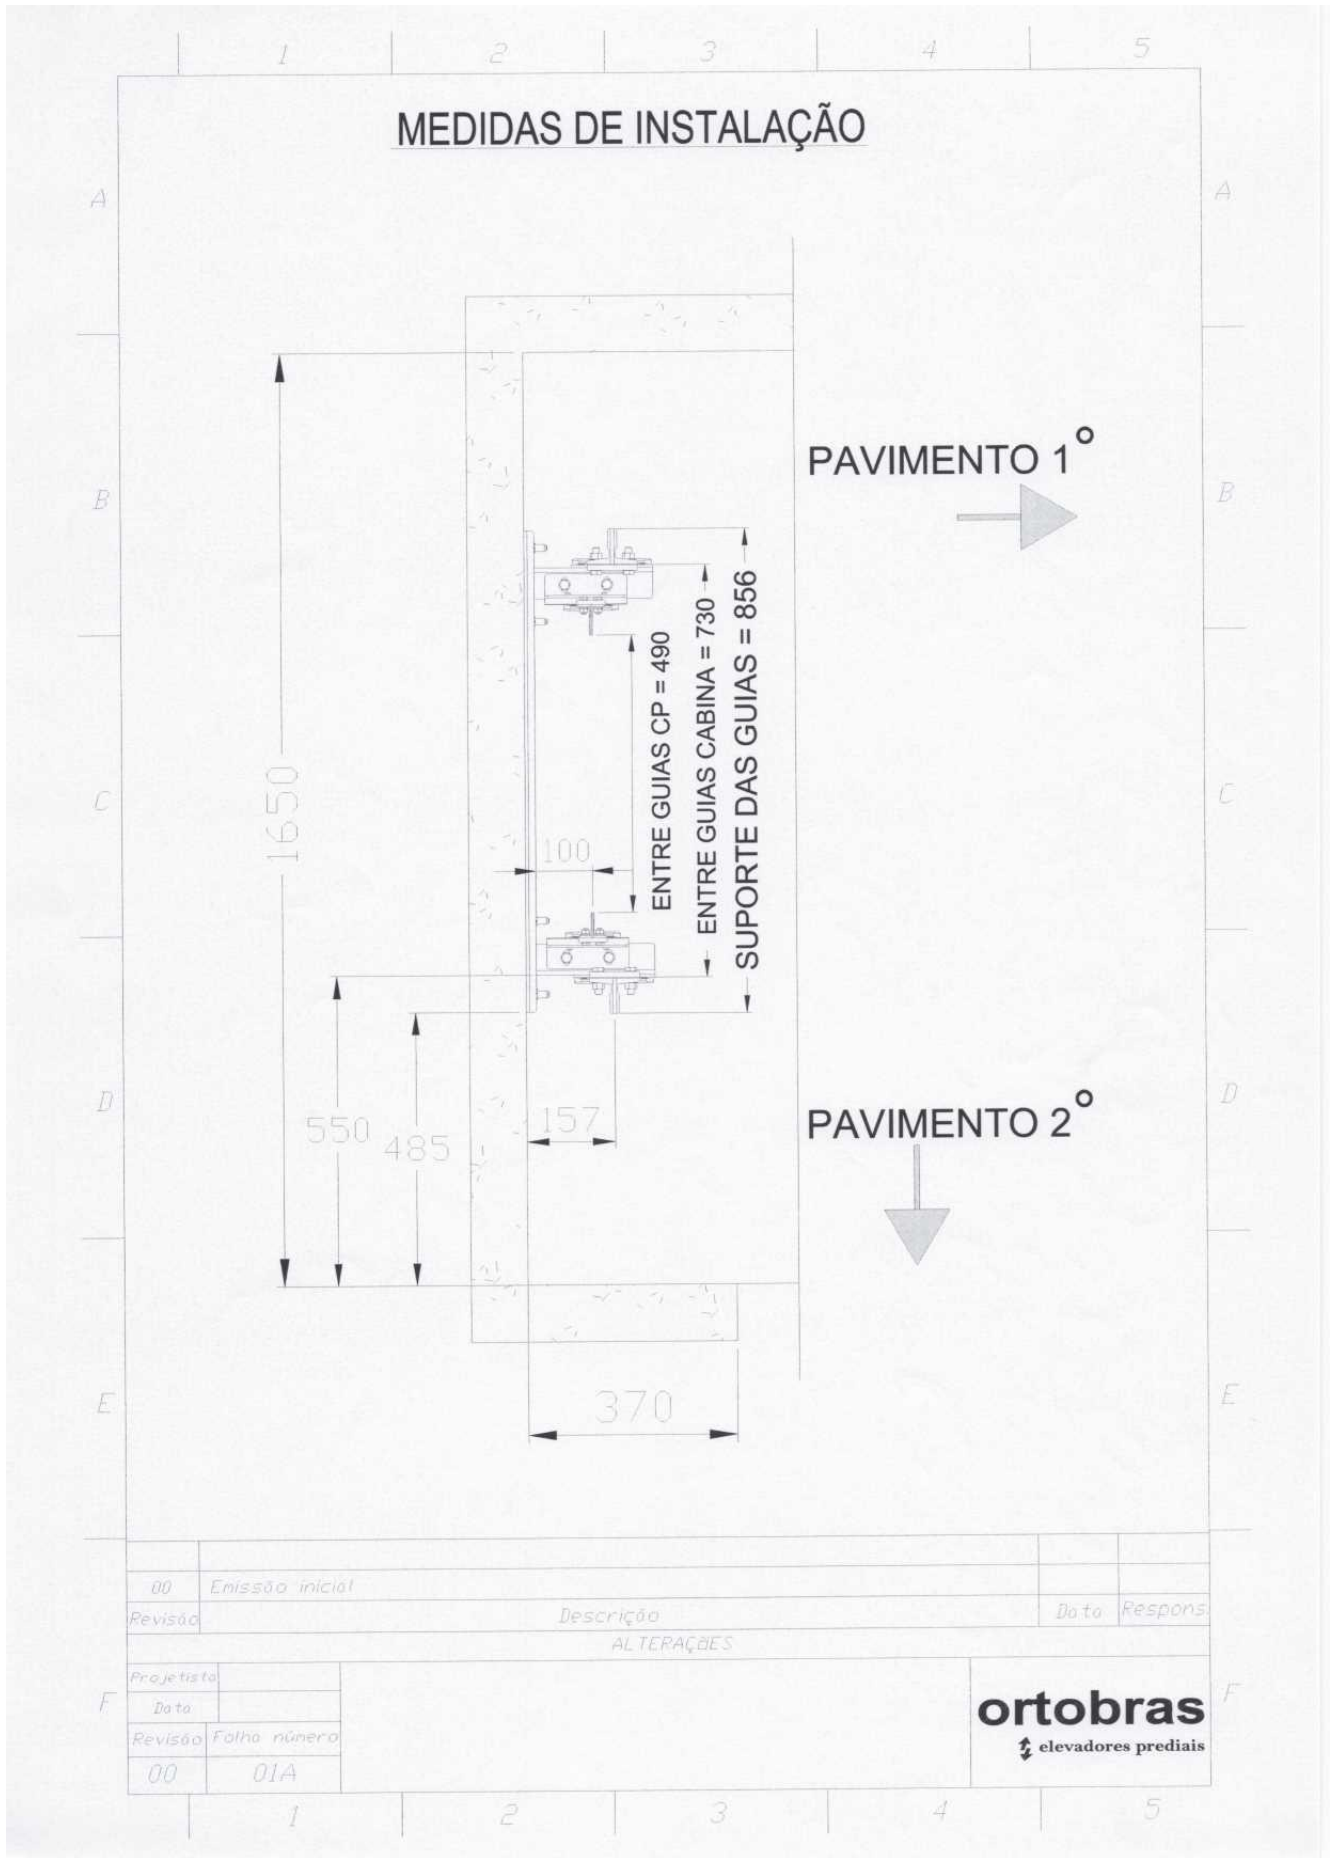 1 2 3 4 5
MEDIDAS DE INSTALAÇÃO
A A
PAVIMENTO 1°
B B
ENTRE GUIAS CP = 490
ENTRE GUIAS CABINA = 730
SUPORTE DAS GUIAS = 856
1650
C C
100
D D
550
485
157
PAVIMENTO 2°
370
E E
00 Emissão inicial
Revisão Descrição Data Respons.
ALTERAÇÕES
Projetista
Data
F F
Revisão Folha número
00 01A
ortobras
elevadores prediais
1 2 3 4 5